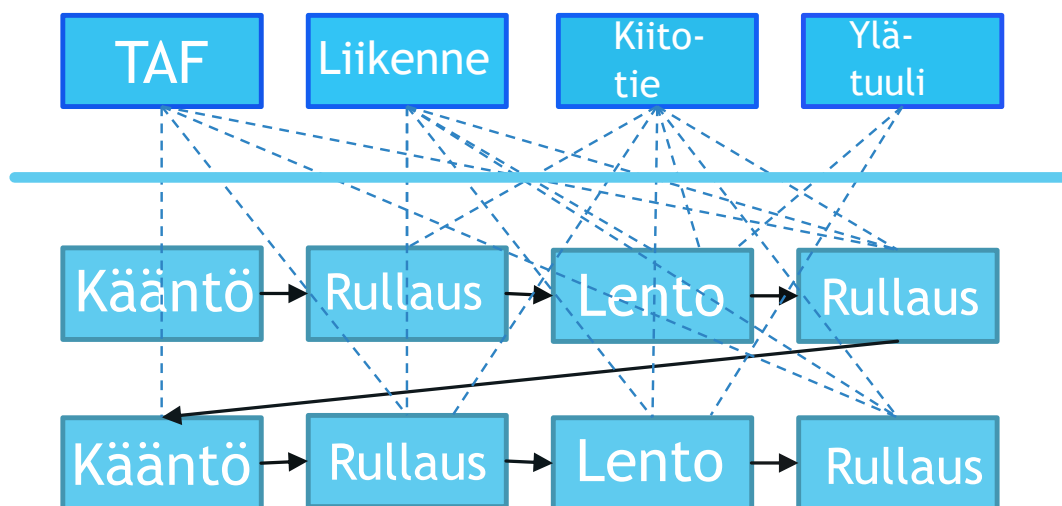 TAF
Liikenne
Kiito-
tie
Ylä-
tuuli
Kääntö
Rullaus
Lento
Rullaus
Kääntö
Rullaus
Lento
Rullaus